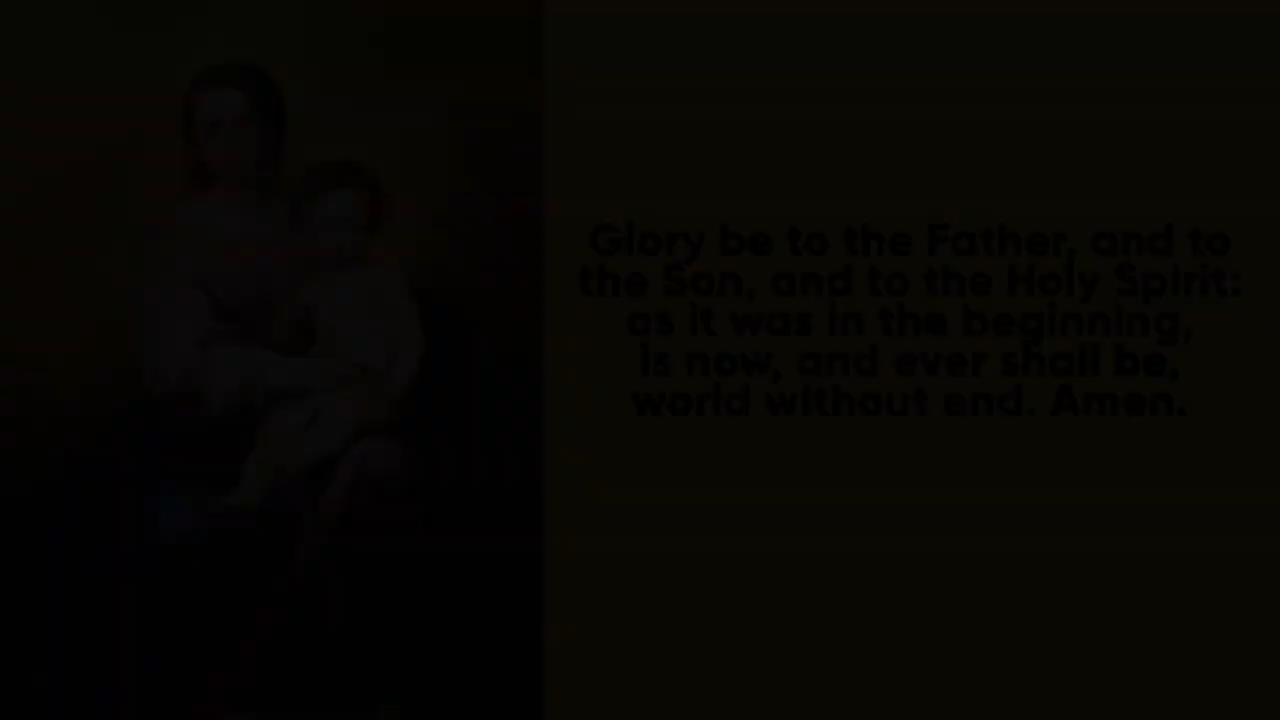 Glory be to the Father, and to
the Son, and to the Holy Spirit:
as it was in the beginning,
is now, and ever shall be,
world without end. Amen.